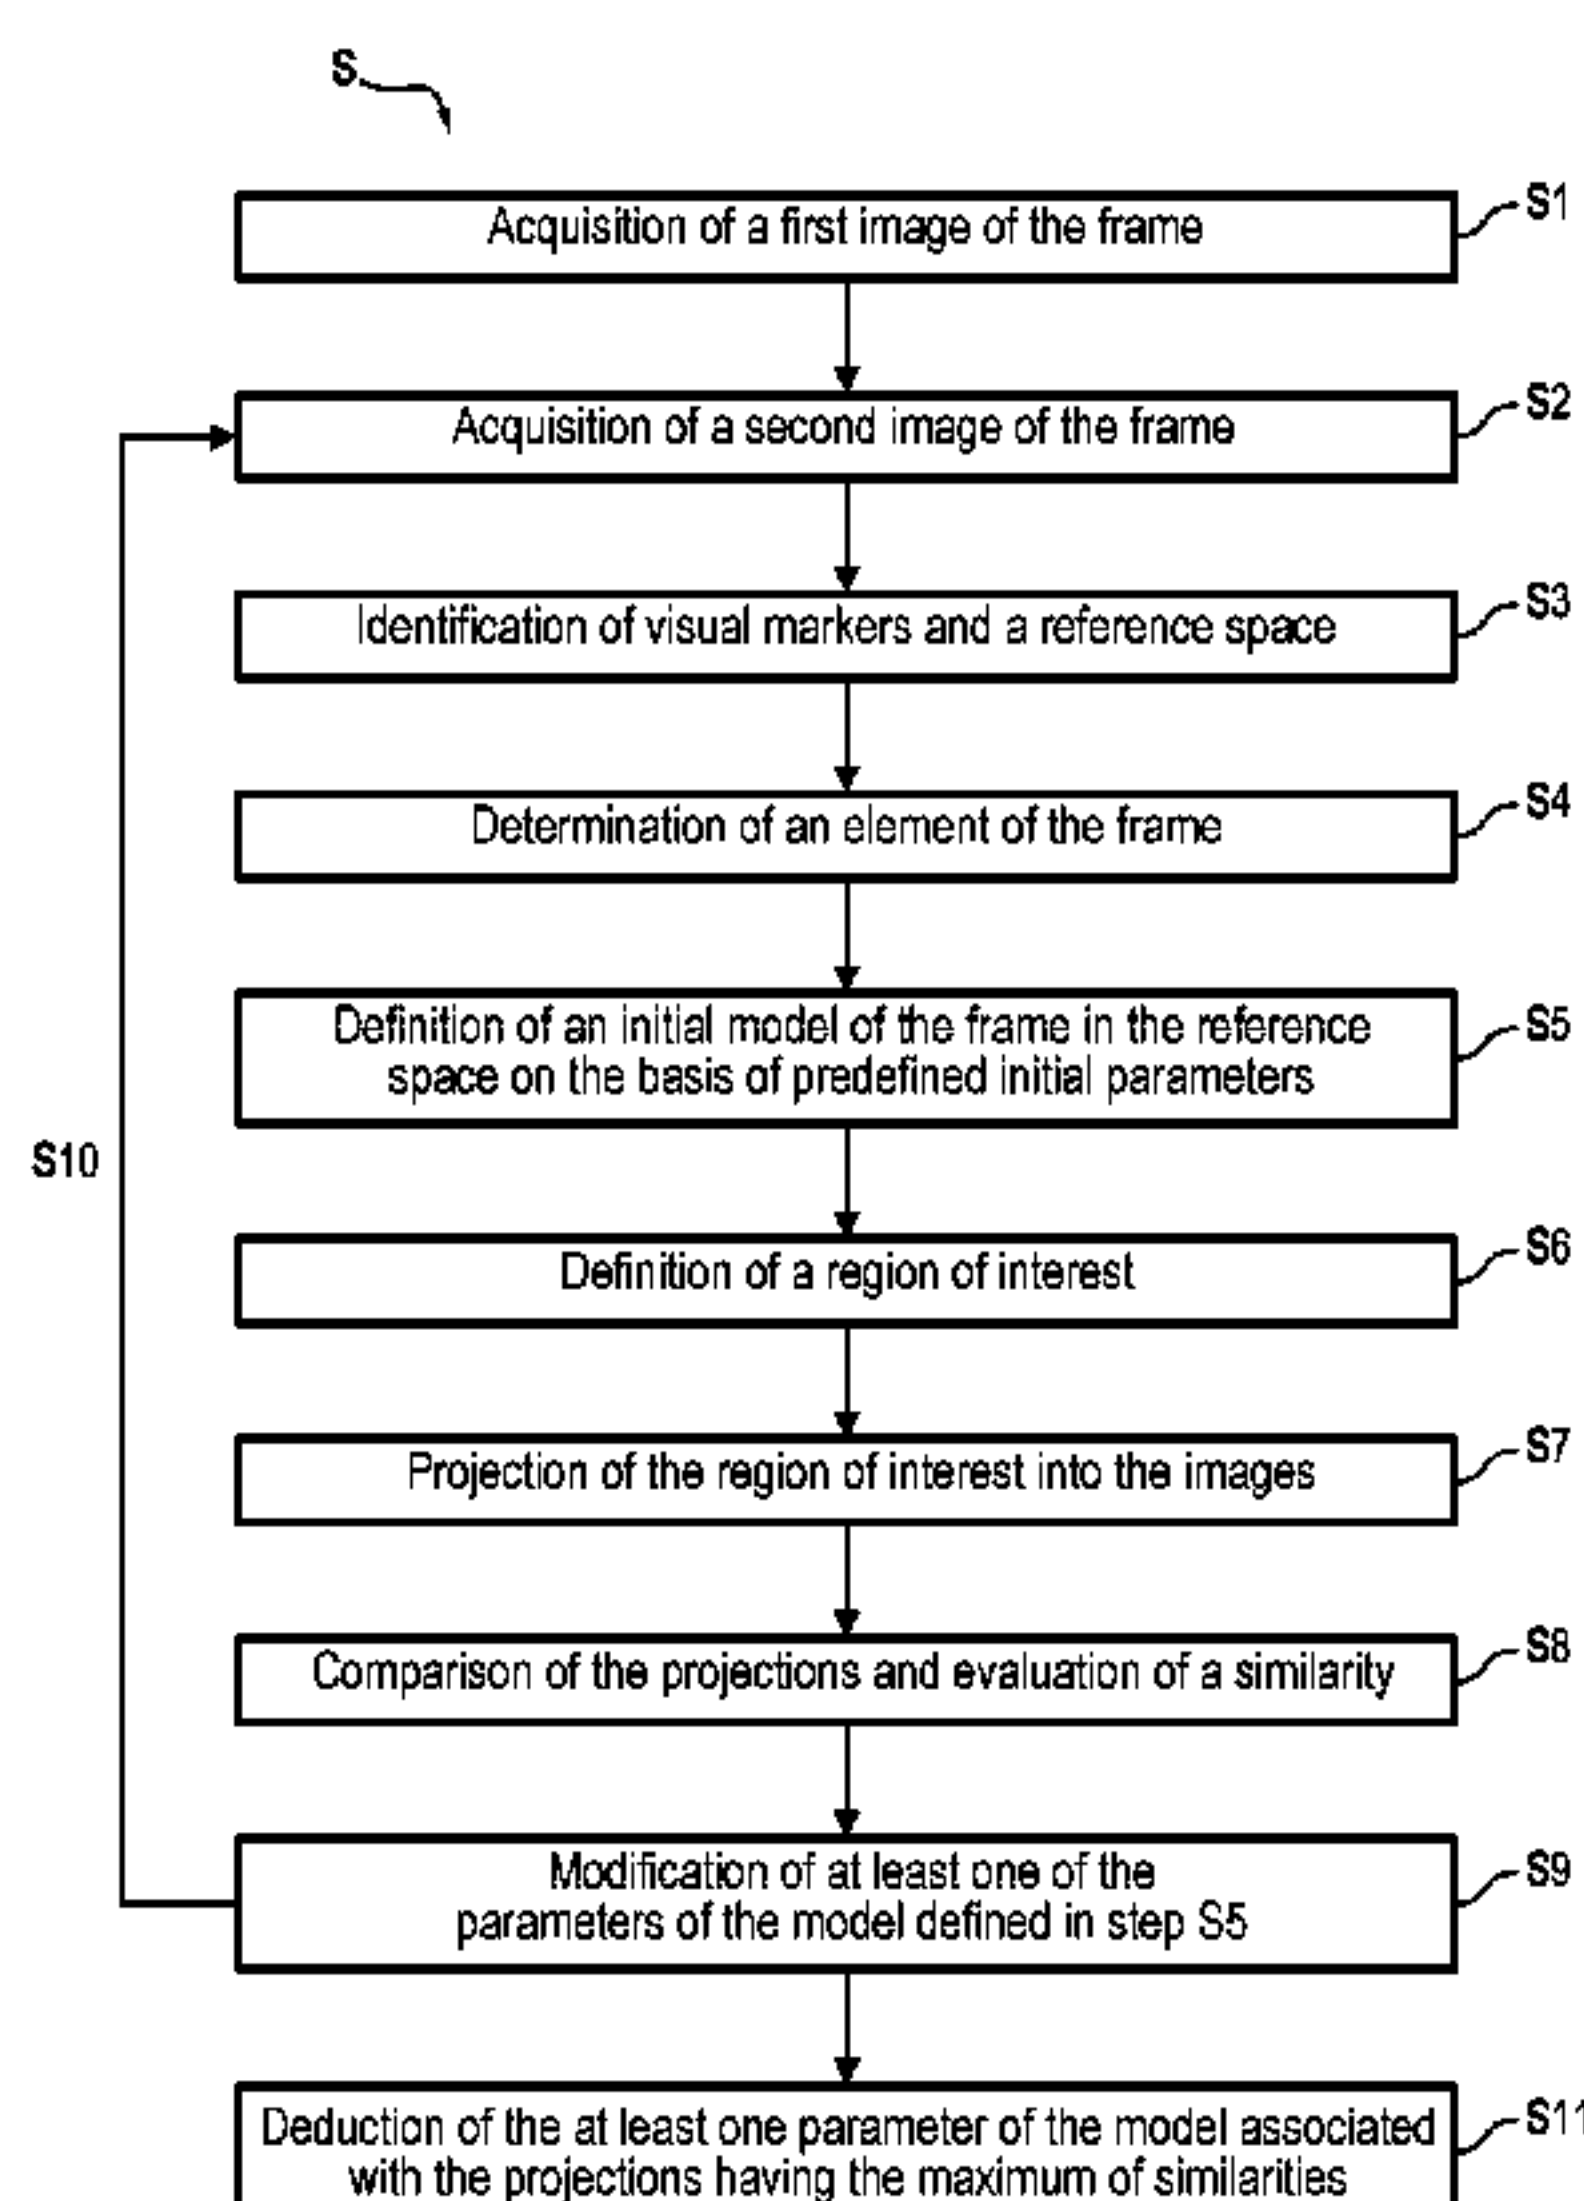 S
Acquisition of a first image of the frame
S1
Acquisition of a second image of the frame
S2
Identification of visual markers and a reference space
S3
Determination of an element of the frame
S4
Definition of an initial model of the frame in the reference
space on the basis of predefined initial parameters
S5
S10
Definition of a region of interest
S6
Projection of the region of interest into the images
S7
Comparison of the projections and evaluation of a similarity
S8
Modification of at least one of the
parameters of the model defined in step S5
S9
Deduction of the at least one parameter of the model associated
with the projections having the maximum of similarities
S11